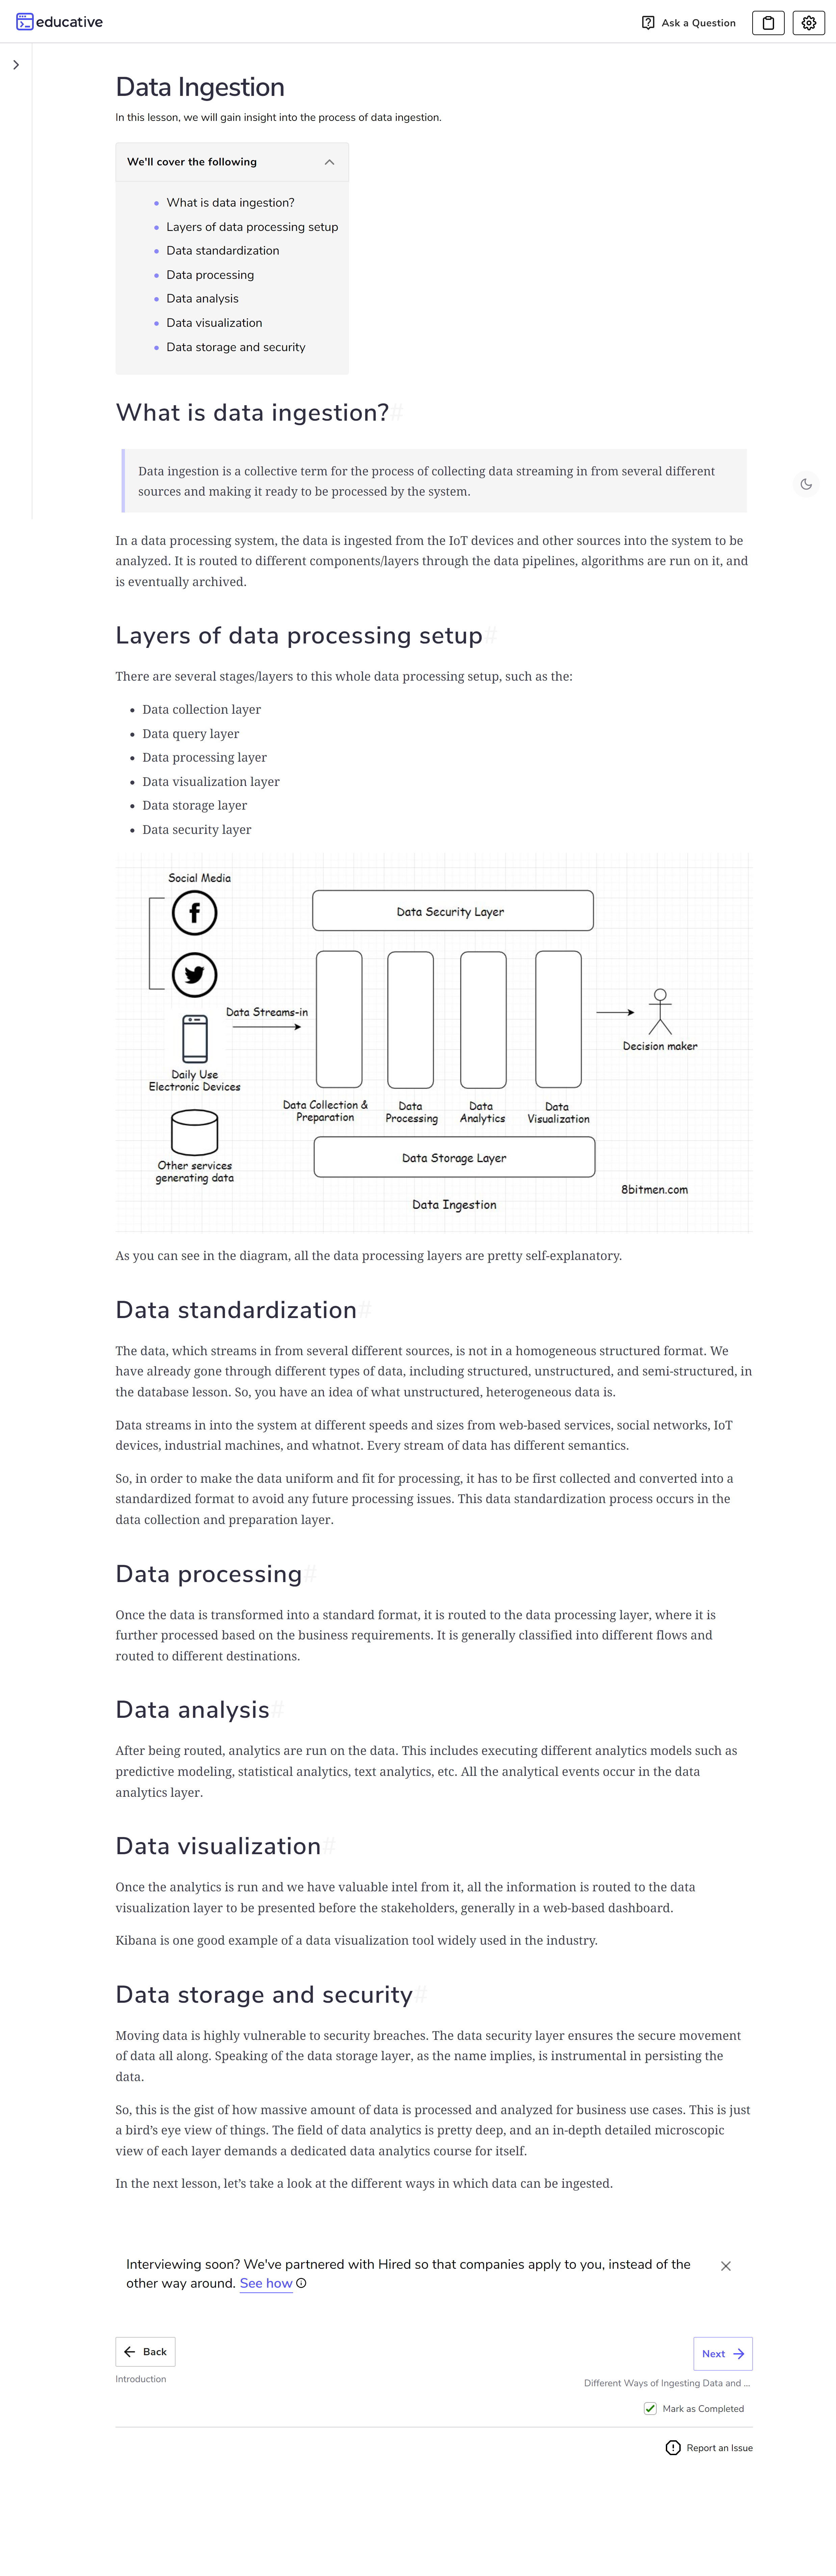 educative
Ask a Question
Data Ingestion
In this lesson, we will gain insight into the process of data ingestion.
We'll cover the following
What is data ingestion?
Layers of data processing setup
Data standardization
Data processing
Data analysis
Data visualization
Data storage and security
What is data ingestion?#
Data ingestion is a collective term for the process of collecting data streaming in from several different
sources and making it ready to be processed by the system.
In a data processing system, the data is ingested from the IoT devices and other sources into the system to be
analyzed. It is routed to different components/layers through the data pipelines, algorithms are run on it, and
is eventually archived.
Layers of data processing setup#
There are several stages/layers to this whole data processing setup, such as the:
Data collection layer
Data query layer
Data processing layer
Data visualization layer
Data storage layer
Data security layer
Social Media
Data Security Layer
Data Streams-in
Decision maker
Daily Use
Electronic Devices
Data Collection &
Preparation
Data
Processing
Data
Analytics
Data
Visualization
Data Storage Layer
Other services
generating data
8bitmen.com
Data Ingestion
As you can see in the diagram, all the data processing layers are pretty self-explanatory.
Data standardization#
The data, which streams in from several different sources, is not in a homogeneous structured format. We
have already gone through different types of data, including structured, unstructured, and semi-structured, in
the database lesson. So, you have an idea of what unstructured, heterogeneous data is.
Data streams in into the system at different speeds and sizes from web-based services, social networks, IoT
devices, industrial machines, and whatnot. Every stream of data has different semantics.
So, in order to make the data uniform and fit for processing, it has to be first collected and converted into a
standardized format to avoid any future processing issues. This data standardization process occurs in the
data collection and preparation layer.
Data processing#
Once the data is transformed into a standard format, it is routed to the data processing layer, where it is
further processed based on the business requirements. It is generally classified into different flows and
routed to different destinations.
Data analysis#
After being routed, analytics are run on the data. This includes executing different analytics models such as
predictive modeling, statistical analytics, text analytics, etc. All the analytical events occur in the data
analytics layer.
Data visualization#
Once the analytics is run and we have valuable intel from it, all the information is routed to the data
visualization layer to be presented before the stakeholders, generally in a web-based dashboard.
Kibana is one good example of a data visualization tool widely used in the industry.
Data storage and security#
Moving data is highly vulnerable to security breaches. The data security layer ensures the secure movement
of data all along. Speaking of the data storage layer, as the name implies, is instrumental in persisting the
data.
So, this is the gist of how massive amount of data is processed and analyzed for business use cases. This is just
a bird’s eye view of things. The field of data analytics is pretty deep, and an in-depth detailed microscopic
view of each layer demands a dedicated data analytics course for itself.
In the next lesson, let’s take a look at the different ways in which data can be ingested.
Interviewing soon? We've partnered with Hired so that companies apply to you, instead of the
other way around. See how
Back
Next
Introduction
Different Ways of Ingesting Data and ...
Mark as Completed
Report an Issue